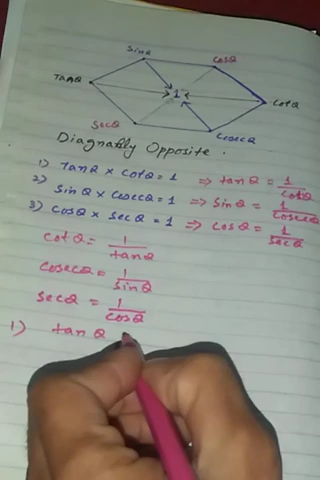 sinθ cosθ
tanθ 1 cotθ
secθ cosecθ
Diagnally Opposite.
1) tanθ × cotθ = 1 ⇒ tanθ = 1/cotθ
2) sinθ × cosecθ = 1 ⇒ sinθ = 1/cosecθ
3) cosθ × secθ = 1 ⇒ cosθ = 1/secθ
cotθ = 1/tanθ
cosecθ = 1/sinθ
secθ = 1/cosθ
1) tan θ